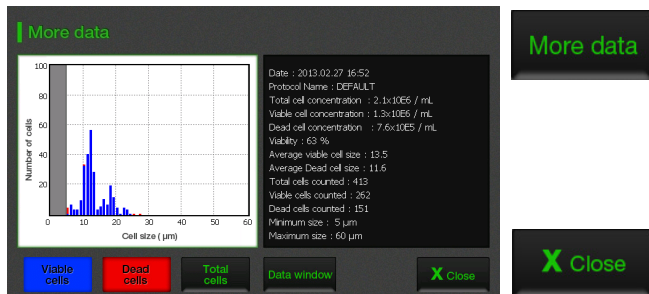 More data
100
80
60
40
20
Number of cells
0 10 20 30 40 50 60
Cell size ( μm)
Date : 2013.02.27 16:52
Protocol Name : DEFAULT
Total cell concentration : 2.1x10E6 / mL
Viable cell concentration : 1.3x10E6 / mL
Dead cell concentration : 7.6x10E5 / mL
Viability : 63 %
Average viable cell size : 13.5
Average Dead cell size : 11.6
Total cells counted : 413
Viable cells counted : 262
Dead cells counted : 151
Minimum size : 5 μm
Maximum size : 60 μm
Viable
cells
Dead
cells
Total
cells
Data window
X Close
More data
X Close